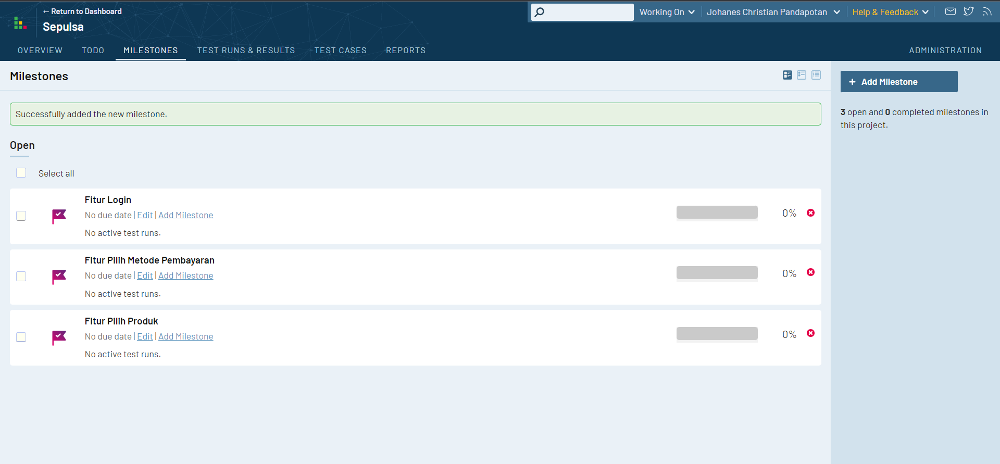 ← Return to Dashboard
Sepulsa
Working On
Johanes Christian Pandapotan
Help & Feedback
OVERVIEW TODO MILESTONES TEST RUNS & RESULTS TEST CASES REPORTS ADMINISTRATION
Milestones
Successfully added the new milestone.
Open
Select all
Fitur Login
No due date | Edit | Add Milestone
No active test runs.
0%
Fitur Pilih Metode Pembayaran
No due date | Edit | Add Milestone
No active test runs.
0%
Fitur Pilih Produk
No due date | Edit | Add Milestone
No active test runs.
0%
+ Add Milestone
3 open and 0 completed milestones in
this project.